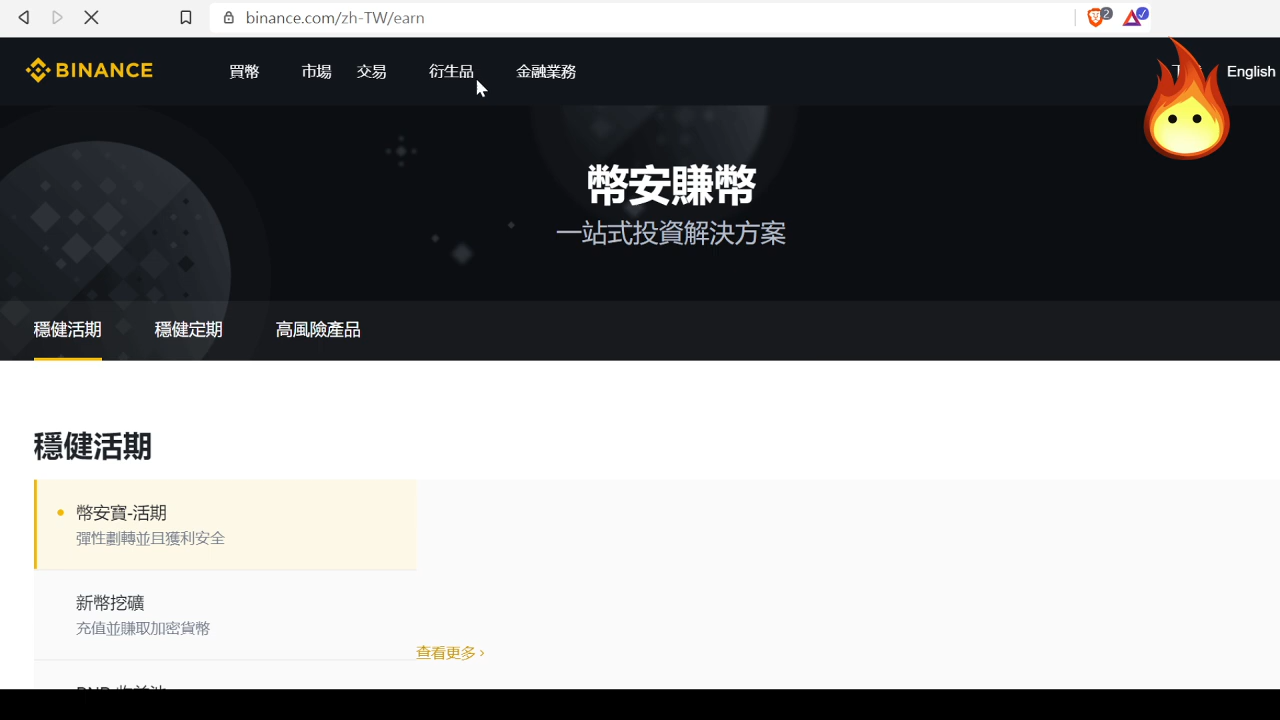 binance.com/zh-TW/earn
2
BINANCE
買幣
市場
交易
衍生品
金融業務
English
幣安賺幣
一站式投資解決方案
穩健活期
穩健定期
高風險產品
穩健活期
幣安寶-活期
彈性劃轉並且獲利安全
新幣挖礦
充值並賺取加密貨幣
查看更多 ›